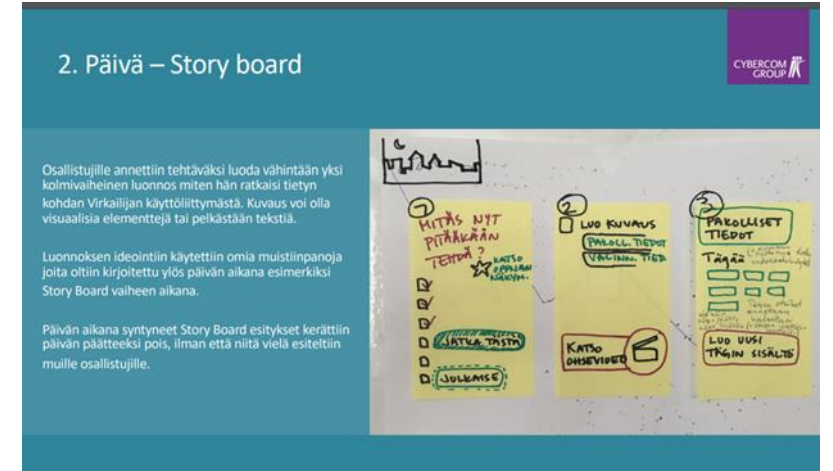 2. Päivä – Story board
CYBERCOM
GROUP
Osallistujille annettiin tehtäväksi luoda vähintään yksi
kolmivaiheinen luonnos miten hän ratkaisi tietyn
kohdan Virkailijan käyttöliittymästä. Kuvaus voi olla
visuaalisia elementtejä tai pelkästään tekstiä.
Luonnoksen ideointiin käytettiin omia muistiinpanoja
joita oltiin kirjoitettu ylös päivän aikana esimerkiksi
Story Board vaiheen aikana.
Päivän aikana syntyneet Story Board esitykset kerättiin
päivän päätteeksi pois, ilman että niitä vielä esiteltiin
muille osallistujille.
1
MITÄS NYT
PITÄÄKÄÄN
TEHDÄ?
KATSO
OPPIJAN
NÄKYM.
JATKA TÄSTÄ
JULKAISE
2
LUO KUVAUS
PAKOLL. TIEDOT
VALINN. TIED
KATSO
OHJEVIDEO
3
PAKOLLISET
TIEDOT
Tägää
LUO UUSI
TÄGIN SISÄLTÖ